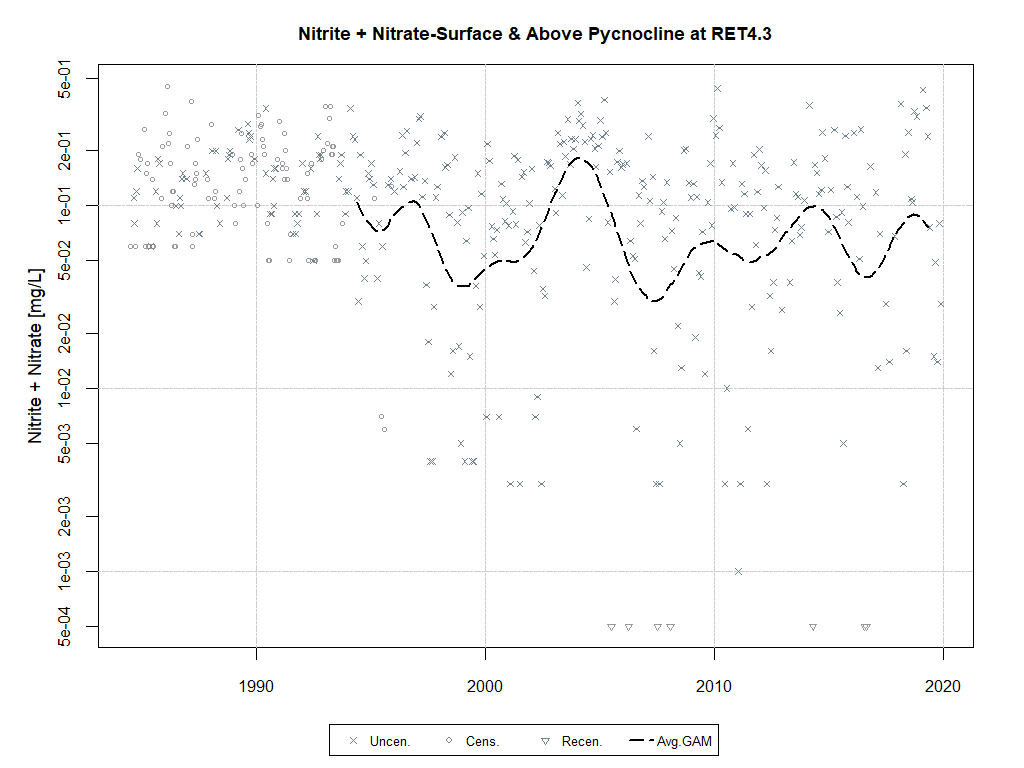 Nitrite + Nitrate-Surface & Above Pycnocline at RET4.3
Nitrite + Nitrate [mg/L]
5e-01
2e-01
1e-01
5e-02
2e-02
1e-02
5e-03
2e-03
1e-03
5e-04
1990 2000 2010 2020
Uncen. Cens. Recen. Avg.GAM